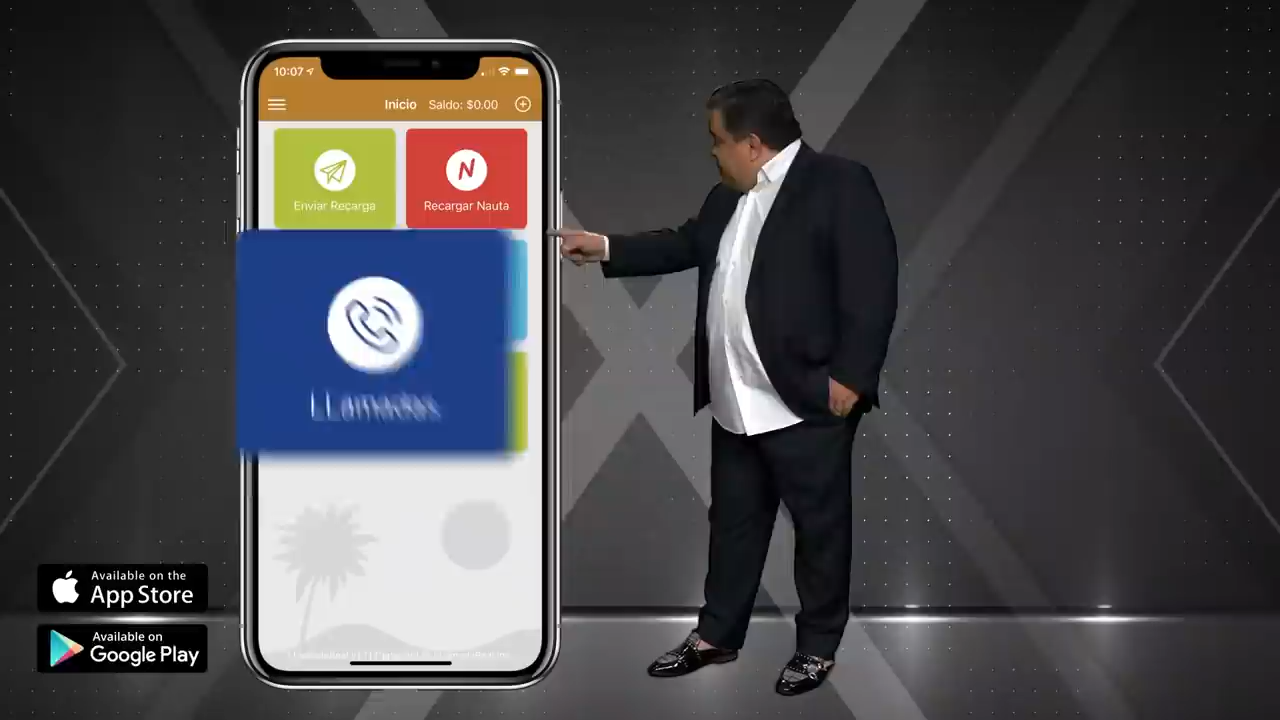 10:07
Inicio Saldo: $0.00
Enviar Recarga
Recargar Nauta
N
LLamadas
Available on the
App Store
Available on
Google Play